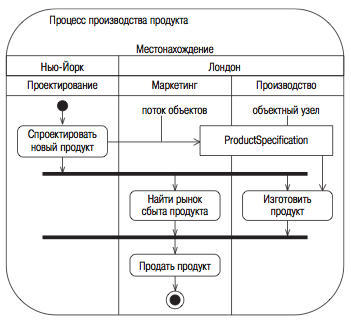 Процесс производства продукта
Местонахождение
Нью-Йорк
Лондон
Проектирование
Маркетинг
Производство
поток объектов
объектный узел
Спроектировать
новый продукт
ProductSpecification
Найти рынок
сбыта продукта
Изготовить
продукт
Продать продукт